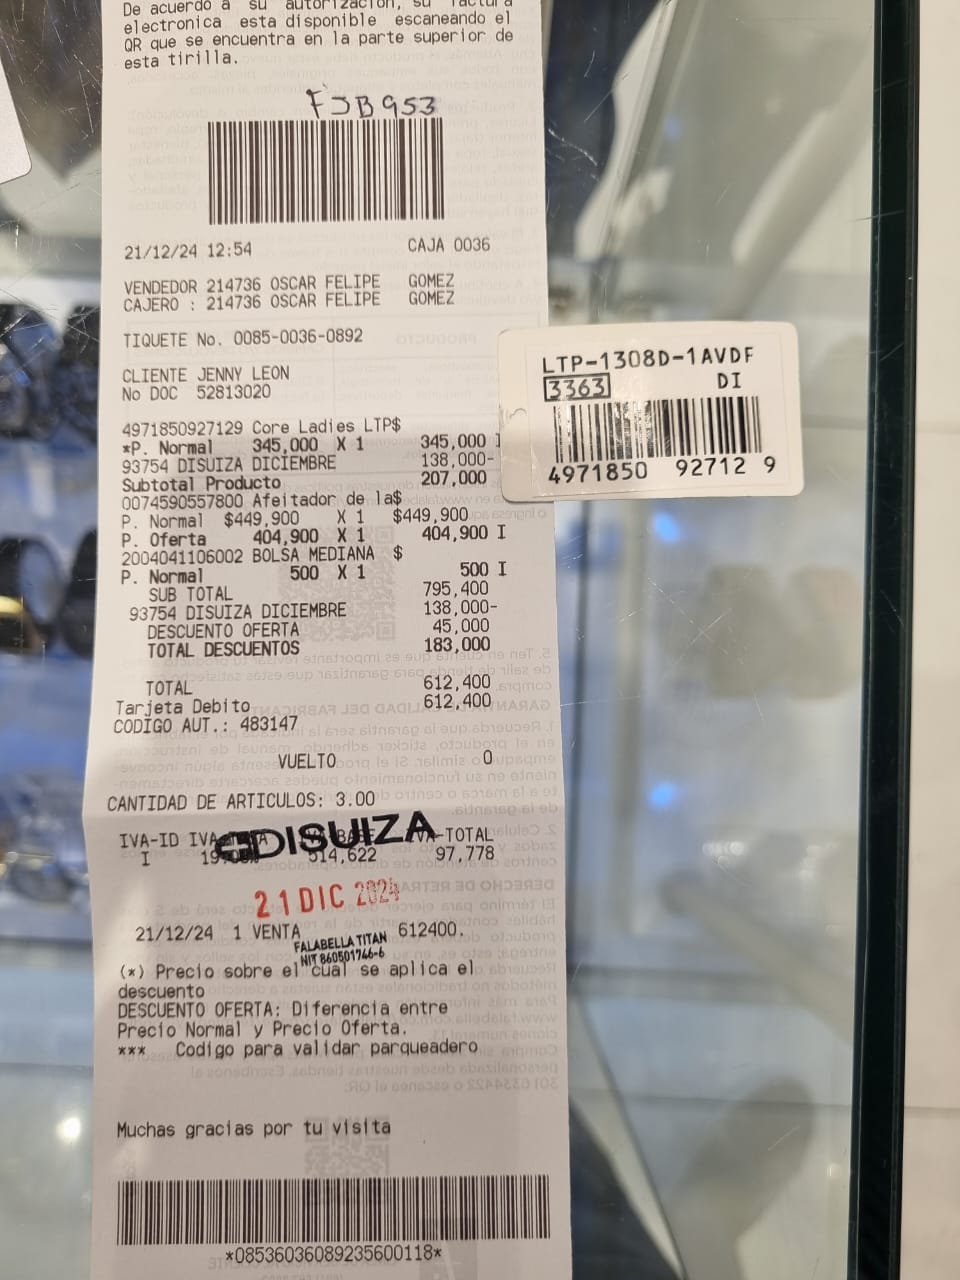 De acuerdo a su autorización, su factura
electronica esta disponible escaneando el
QR que se encuentra en la parte superior de
esta tirilla.
FJB953
21/12/24 12:54 CAJA 0036
VENDEDOR 214736 OSCAR FELIPE GOMEZ
CAJERO : 214736 OSCAR FELIPE GOMEZ
TIQUETE No. 0085-0036-0892
CLIENTE JENNY LEON
No DOC 52813020
4971850927129 Core Ladies LTP$
*P. Normal 345,000 X 1 345,000 I
93754 DISUIZA DICIEMBRE 138,000-
Subtotal Producto 207,000
0074590557800 Afeitador de la$
P. Normal $449,900 X 1 $449,900
P. Oferta 404,900 X 1 404,900 I
2004041106002 BOLSA MEDIANA $
P. Normal 500 X 1 500 I
SUB TOTAL 795,400
93754 DISUIZA DICIEMBRE 138,000-
DESCUENTO OFERTA 45,000
TOTAL DESCUENTOS 183,000
TOTAL 612,400
Tarjeta Debito 612,400
CODIGO AUT.: 483147
VUELTO 0
CANTIDAD DE ARTICULOS: 3.00
IVA-ID
DISUIZA
I 514,622 97,778
21 DIC 2024
21/12/24 1 VENTA 612400.
FALABELLA TITAN
NIT 860501746-6
(*) Precio sobre el cual se aplica el
descuento
DESCUENTO OFERTA: Diferencia entre
Precio Normal y Precio Oferta.
*** Codigo para validar parqueadero
Muchas gracias por tu visita
*08536036089235600118*
LTP-1308D-1AVDF
3363 DI
4971850 92712 9